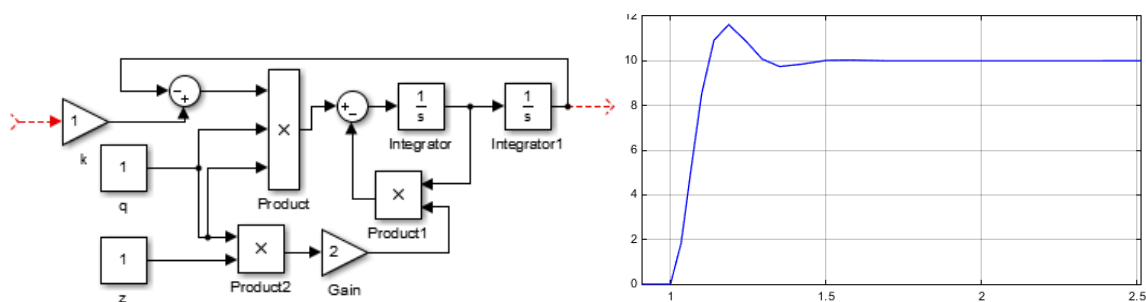 12
10
8
6
4
2
0
1
1.5
2
2.5
− +
+ −
1
k
1
q
1
z
×
Product
1
s
Integrator
1
s
Integrator1
×
Product1
×
Product2
2
Gain